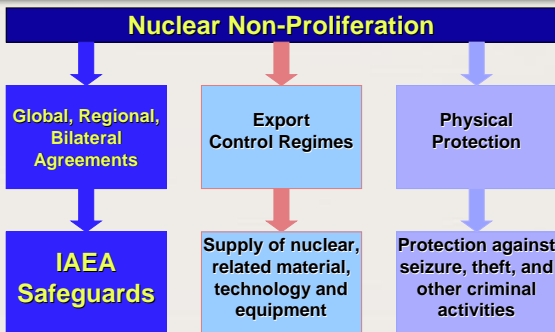 Nuclear Non-Proliferation
Global, Regional,
Bilateral
Agreements
Export
Control Regimes
Physical
Protection
IAEA
Safeguards
Supply of nuclear,
related material,
technology and
equipment
Protection against
seizure, theft, and
other criminal
activities